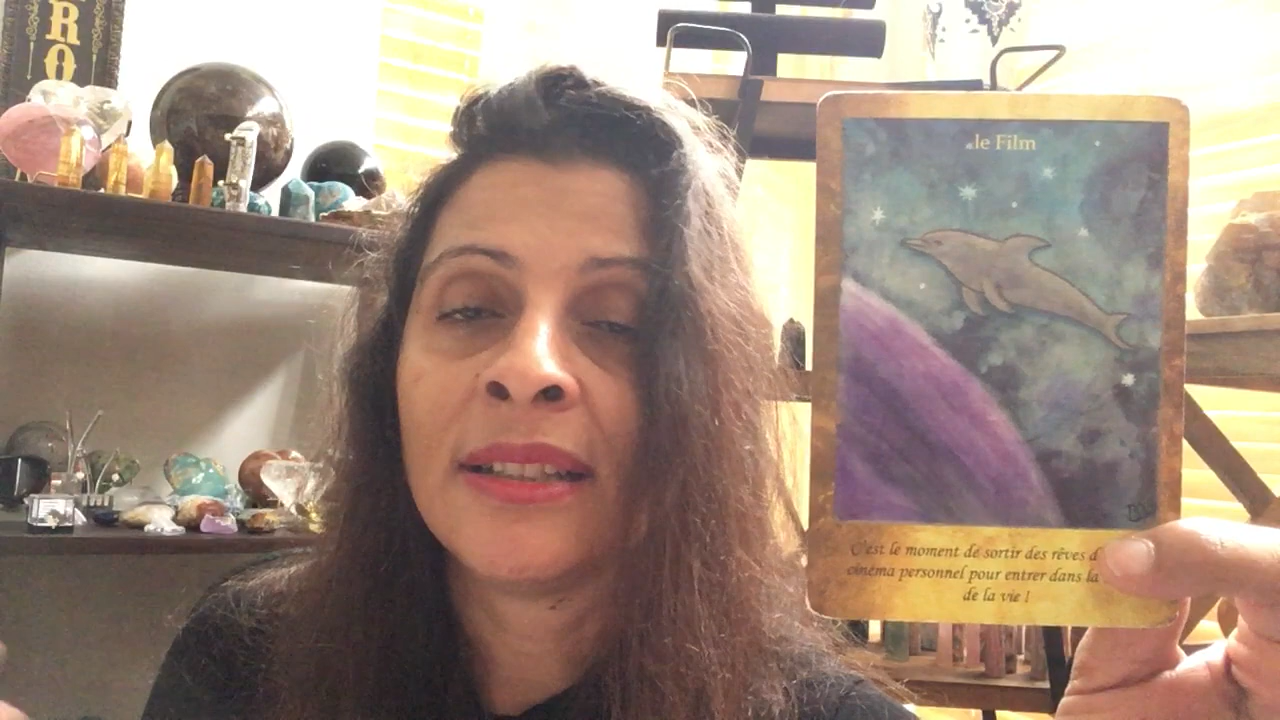 RO
le Film
C'est le moment de sortir des rêves d
cinéma personnel pour entrer dans la
de la vie !